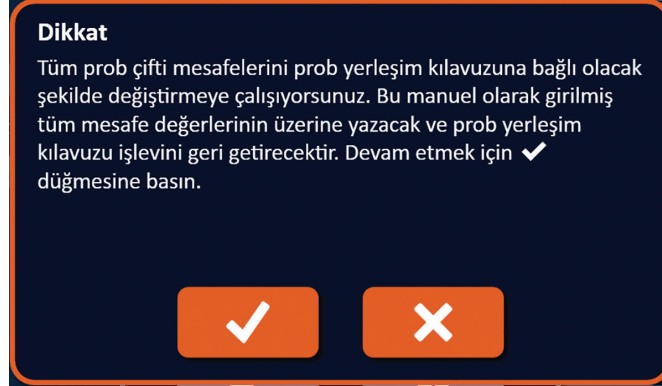 Dikkat
Tüm prob çifti mesafelerini prob yerleşim kılavuzuna bağlı olacak
şekilde değiştirmeye çalışıyorsunuz. Bu manuel olarak girilmiş
tüm mesafe değerlerinin üzerine yazacak ve prob yerleşim
kılavuzu işlevini geri getirecektir. Devam etmek için ✔
düğmesine basın.